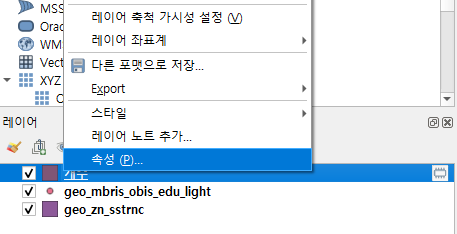 MSS
Orac
WM
Vect
XYZ
O
레이어 축척 가시성 설정 (V)
레이어 좌표계
다른 포맷으로 저장...
Export
스타일
레이어 노트 추가...
속성 (P)...
레이어
개수
geo_mbris_obis_edu_light
geo_zn_sstrnc